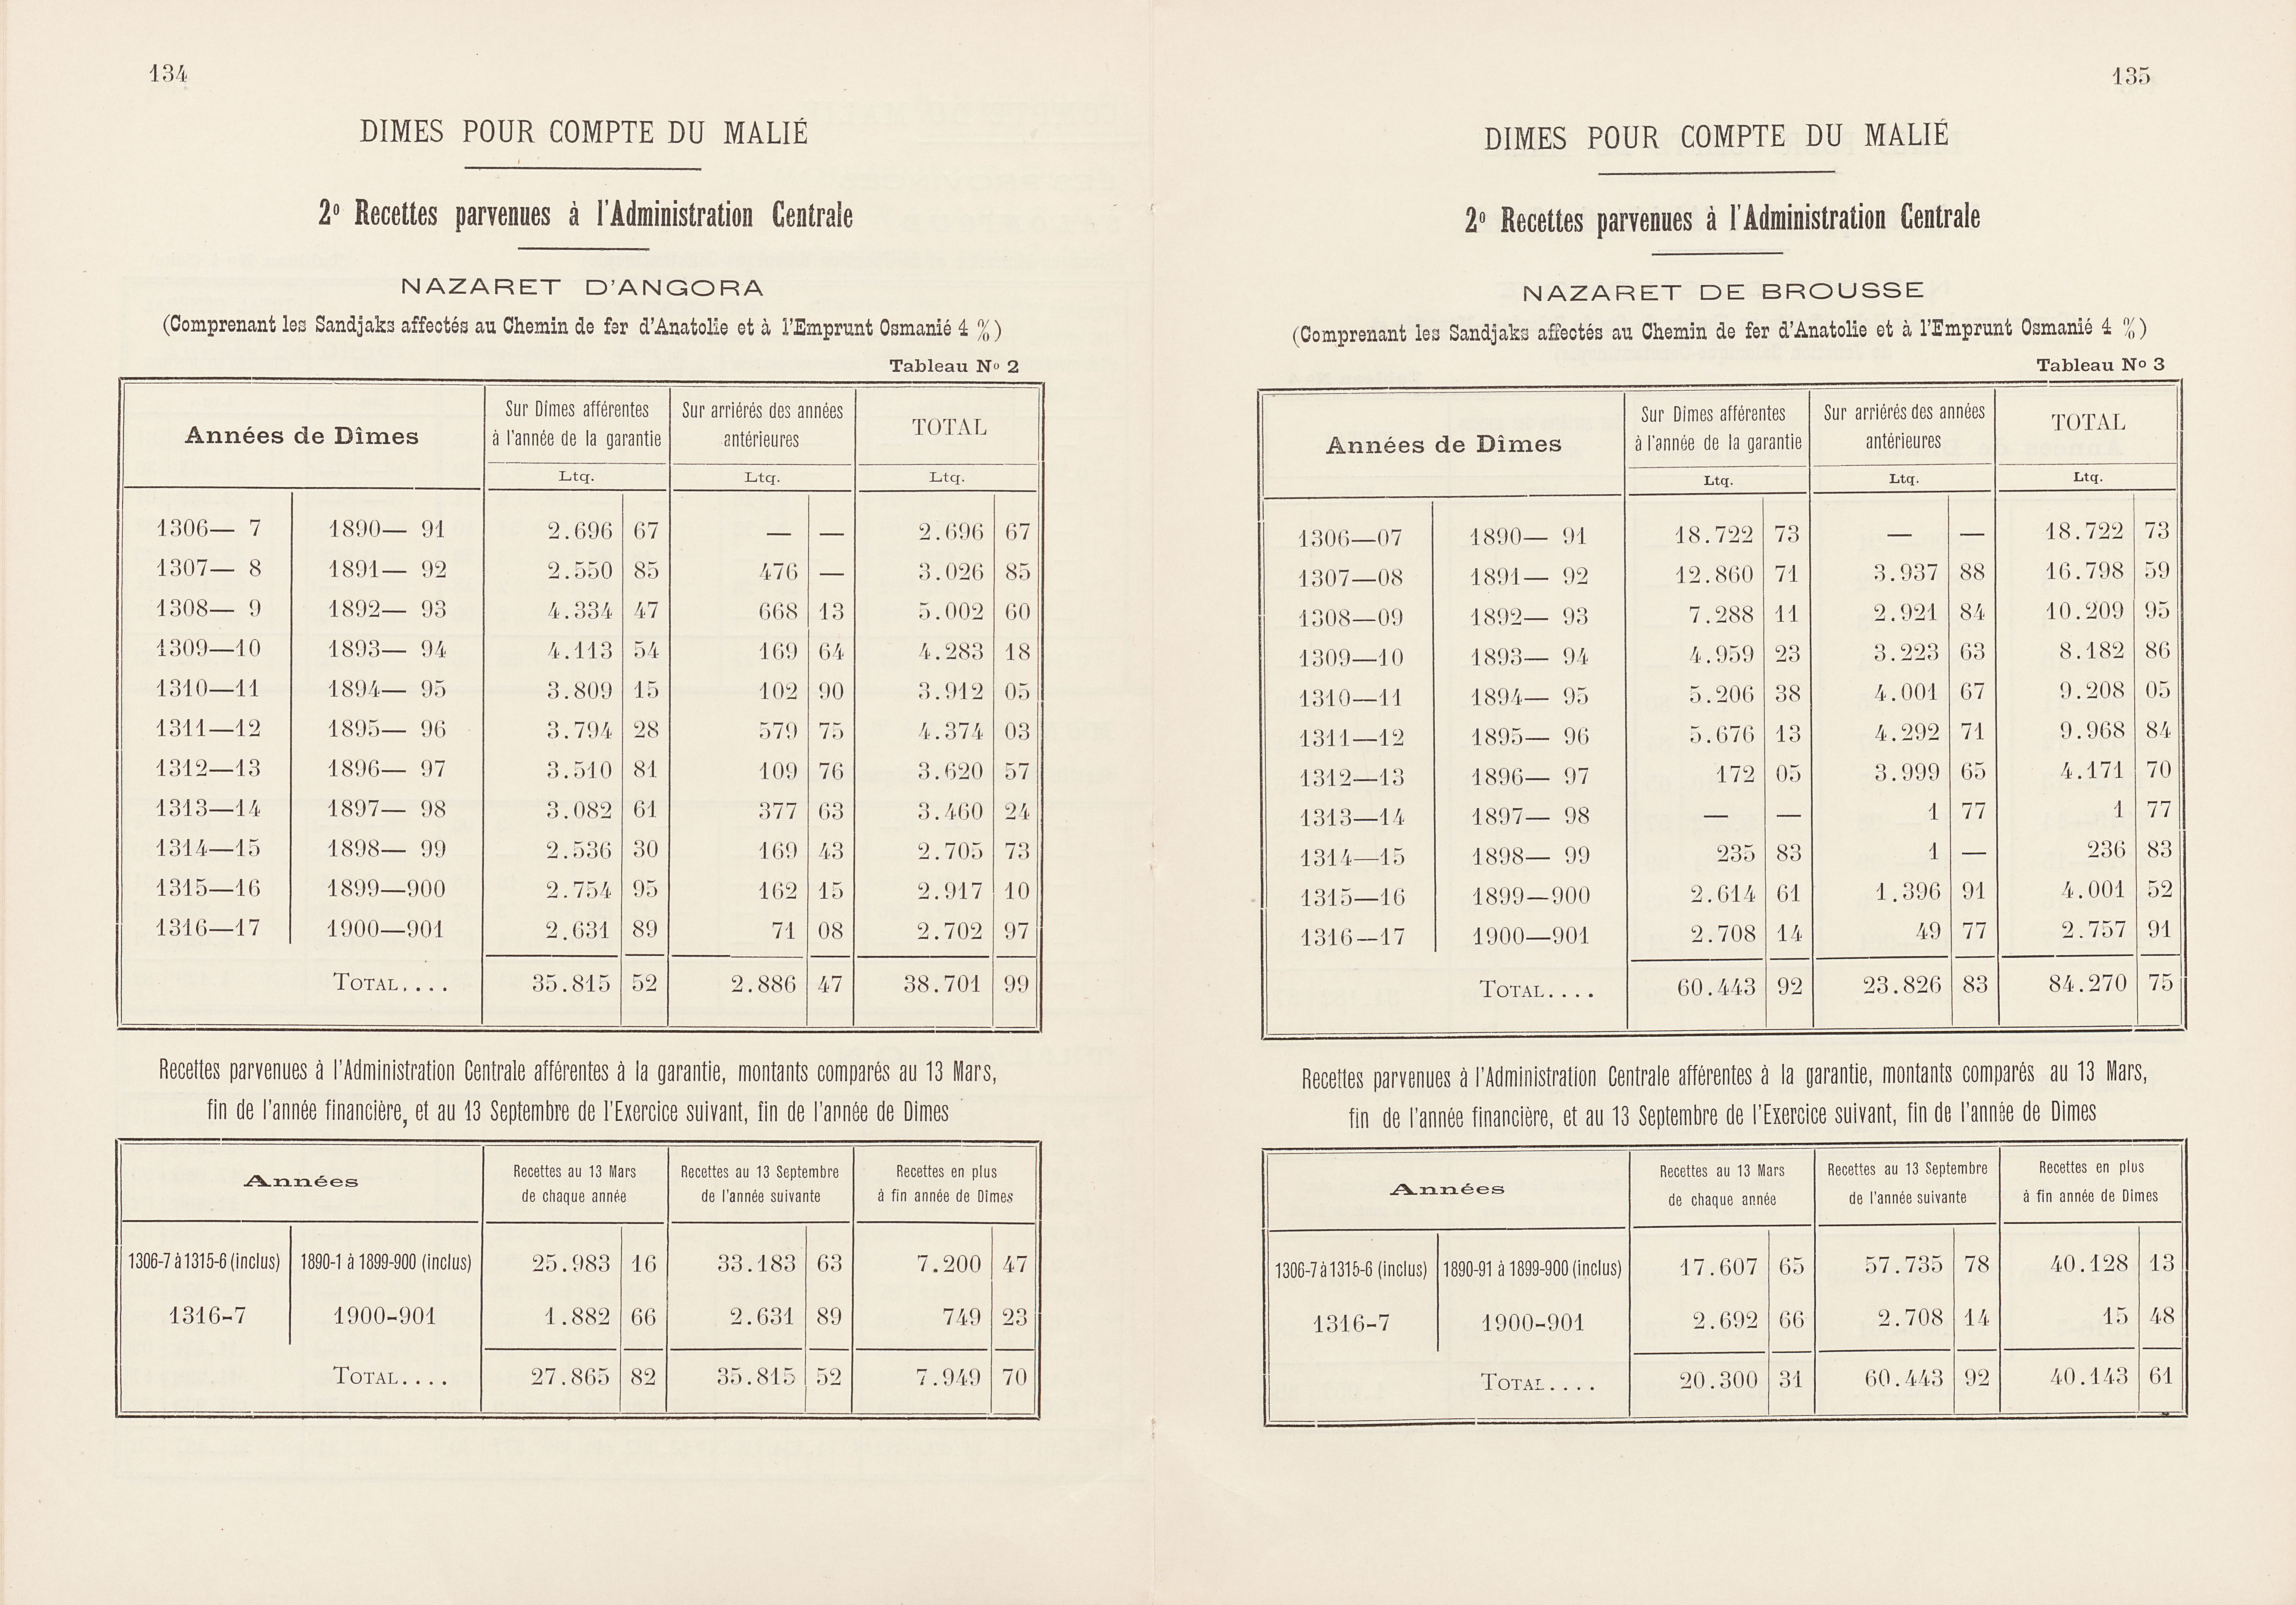 134
DIMES POUR COMPTE DU MALIÉ
2º Recettes parvenues à l'Administration Centrale
NAZARET D'ANGORA
(Comprenant les Sandjaks affectés au Chemin de fer d'Anatolie et à l'Emprunt Osmanié 4 %)
Tableau Nº 2
Années de Dîmes | Sur Dîmes afférentes à l'année de la garantie | Sur arriérés des années antérieures | TOTAL
Ltq. | Ltq. | Ltq.
1306— 7 | 1890— 91 | 2.696 67 | — — | 2.696 67
1307— 8 | 1891— 92 | 2.550 85 | 476 — | 3.026 85
1308— 9 | 1892— 93 | 4.334 47 | 668 13 | 5.002 60
1309—10 | 1893— 94 | 4.113 54 | 169 64 | 4.283 18
1310—11 | 1894— 95 | 3.809 15 | 102 90 | 3.912 05
1311—12 | 1895— 96 | 3.794 28 | 579 75 | 4.374 03
1312—13 | 1896— 97 | 3.510 81 | 109 76 | 3.620 57
1313—14 | 1897— 98 | 3.082 61 | 377 63 | 3.460 24
1314—15 | 1898— 99 | 2.536 30 | 169 43 | 2.705 73
1315—16 | 1899—900 | 2.754 95 | 162 15 | 2.917 10
1316—17 | 1900—901 | 2.631 89 | 71 08 | 2.702 97
TOTAL.... | 35.815 52 | 2.886 47 | 38.701 99
Recettes parvenues à l'Administration Centrale afférentes à la garantie, montants comparés au 13 Mars,
fin de l'année financière, et au 13 Septembre de l'Exercice suivant, fin de l'année de Dimes
Années | Recettes au 13 Mars de chaque année | Recettes au 13 Septembre de l'année suivante | Recettes en plus à fin année de Dîmes
1306-7 à 1315-6 (inclus) | 1890-1 à 1899-900 (inclus) | 25.983 16 | 33.183 63 | 7.200 47
1316-7 | 1900-901 | 1.882 66 | 2.631 89 | 749 23
TOTAL.... | 27.865 82 | 35.815 52 | 7.949 70
135
DIMES POUR COMPTE DU MALIÉ
2º Recettes parvenues à l'Administration Centrale
NAZARET DE BROUSSE
(Comprenant les Sandjaks affectés au Chemin de fer d'Anatolie et à l'Emprunt Osmanié 4 %)
Tableau Nº 3
Années de Dîmes | Sur Dîmes afférentes à l'année de la garantie | Sur arriérés des années antérieures | TOTAL
Ltq. | Ltq. | Ltq.
1306—07 | 1890— 91 | 18.722 73 | — — | 18.722 73
1307—08 | 1891— 92 | 12.860 71 | 3.937 88 | 16.798 59
1308—09 | 1892— 93 | 7.288 11 | 2.921 84 | 10.209 95
1309—10 | 1893— 94 | 4.959 23 | 3.223 63 | 8.182 86
1310—11 | 1894— 95 | 5.206 38 | 4.001 67 | 9.208 05
1311—12 | 1895— 96 | 5.676 13 | 4.292 71 | 9.968 84
1312—13 | 1896— 97 | 172 05 | 3.999 65 | 4.171 70
1313—14 | 1897— 98 | — — | 1 77 | 1 77
1314—15 | 1898— 99 | 235 83 | 1 — | 236 83
1315—16 | 1899—900 | 2.614 61 | 1.396 91 | 4.001 52
1316—17 | 1900—901 | 2.708 14 | 49 77 | 2.757 91
TOTAL.... | 60.443 92 | 23.826 83 | 84.270 75
Recettes parvenues à l'Administration Centrale afférentes à la garantie, montants comparés au 13 Mars,
fin de l'année financière, et au 13 Septembre de l'Exercice suivant, fin de l'année de Dimes
Années | Recettes au 13 Mars de chaque année | Recettes au 13 Septembre de l'année suivante | Recettes en plus à fin année de Dîmes
1306-7 à 1315-6 (inclus) | 1890-91 à 1899-900 (inclus) | 17.607 65 | 57.735 78 | 40.128 13
1316-7 | 1900-901 | 2.692 66 | 2.708 14 | 15 48
TOTAL.... | 20.300 31 | 60.443 92 | 40.143 61